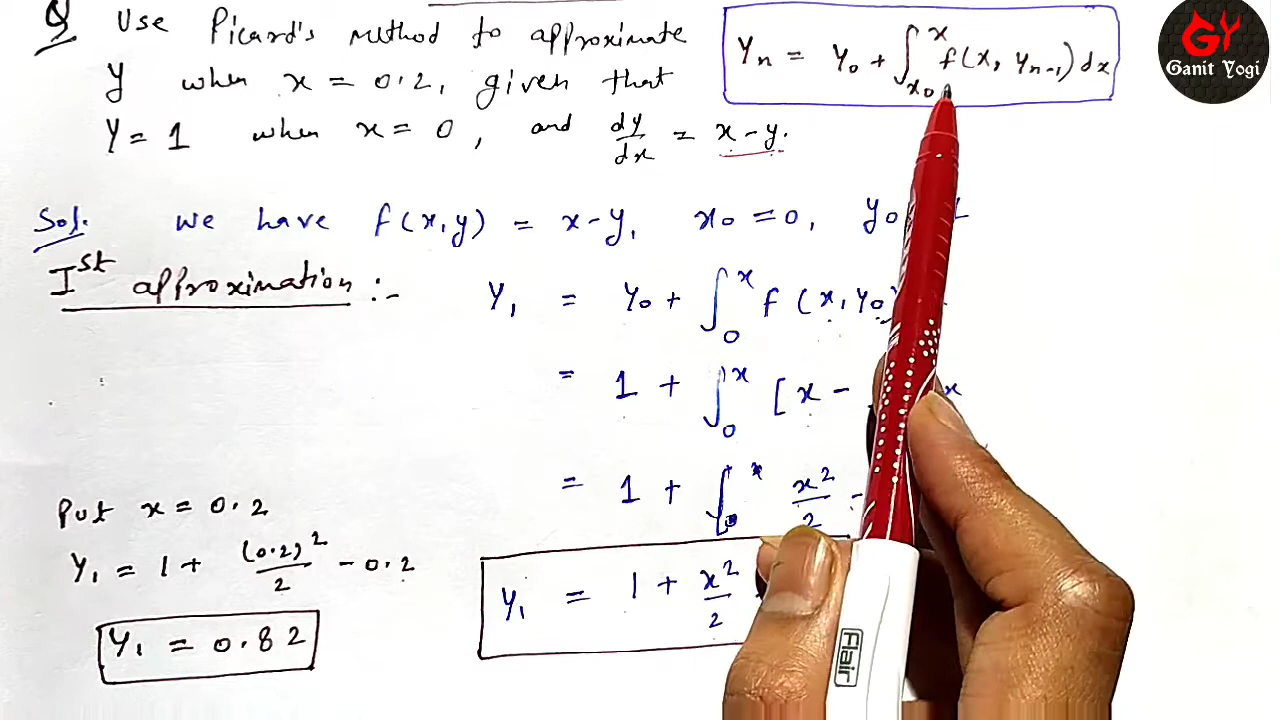 Q Use Picard's method to approximate
y when x = 0.2, given that
y = 1 when x = 0, and dy/dx = x - y.
Yn = Y0 + ∫_{x0}^{x} f(x, Yn-1) dx
GY
Ganit Yogi
Sol. We have f(x,y) = x-y, x0 = 0, y0
Ist approximation :- Y1 = Y0 + ∫_0^x f(x, Y0)
= 1 + ∫_0^x [x - x
= 1 + x²/2 -
Y1 = 1 + x²/2
Put x = 0.2
Y1 = 1 + (0.2)²/2 - 0.2
Y1 = 0.82
Flair